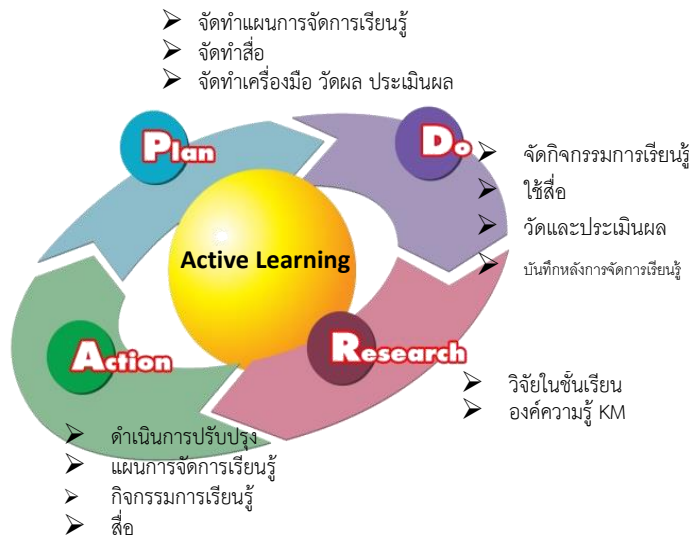 ➢ จัดทำแผนการจัดการเรียนรู้
➢ จัดทำสื่อ
➢ จัดทำเครื่องมือ วัดผล ประเมินผล
Plan
Do
➢ จัดกิจกรรมการเรียนรู้
➢ ใช้สื่อ
➢ วัดและประเมินผล
➢ บันทึกหลังการจัดการเรียนรู้
Active Learning
Action
Research
➢ วิจัยในชั้นเรียน
➢ องค์ความรู้ KM
➢ ดำเนินการปรับปรุง
➢ แผนการจัดการเรียนรู้
➢ กิจกรรมการเรียนรู้
➢ สื่อ